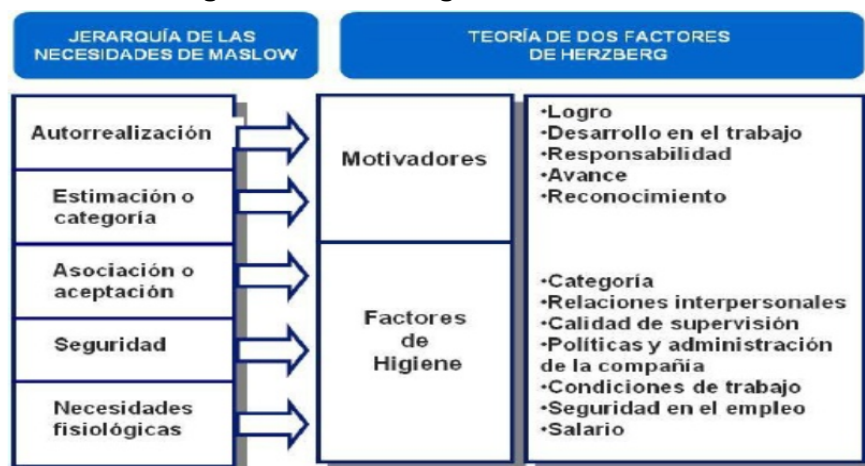 JERARQUÍA DE LAS
NECESIDADES DE MASLOW
TEORÍA DE DOS FACTORES
DE HERZBERG
Autorrealización
Estimación o
categoría
Asociación o
aceptación
Seguridad
Necesidades
fisiológicas
Motivadores
Factores
de
Higiene
•Logro
•Desarrollo en el trabajo
•Responsabilidad
•Avance
•Reconocimiento
•Categoría
•Relaciones interpersonales
•Calidad de supervisión
•Políticas y administración
de la compañía
•Condiciones de trabajo
•Seguridad en el empleo
•Salario